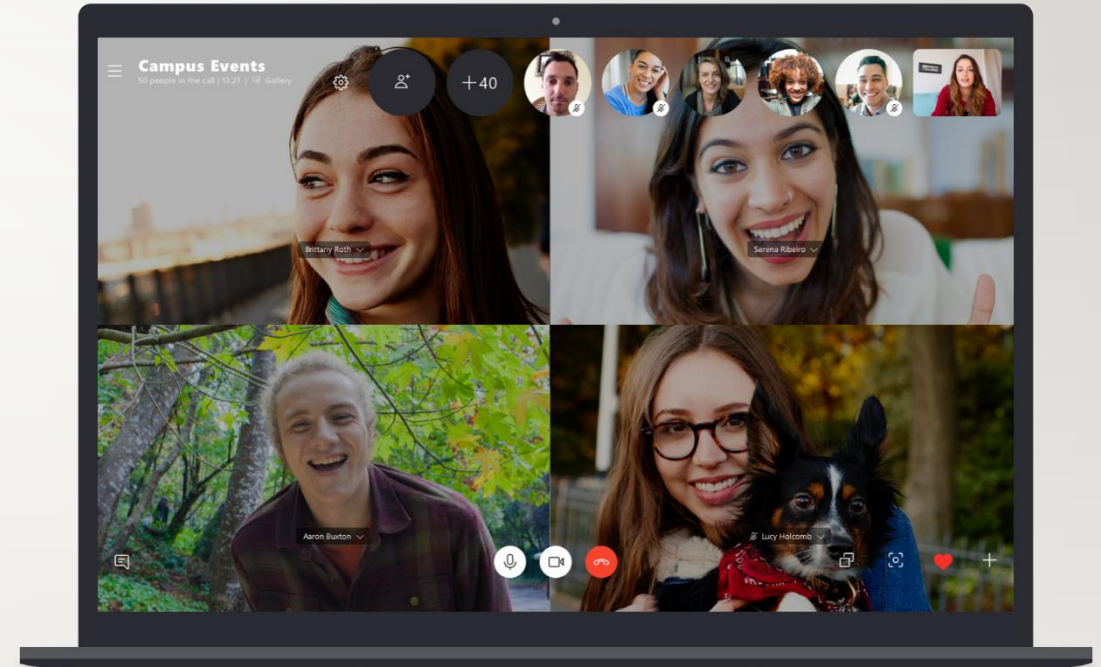 Campus Events
50 people in the call | 13:21 | Gallery
+40
Brittany Roth
Serena Ribeiro
Aaron Buxton
Lucy Holcomb